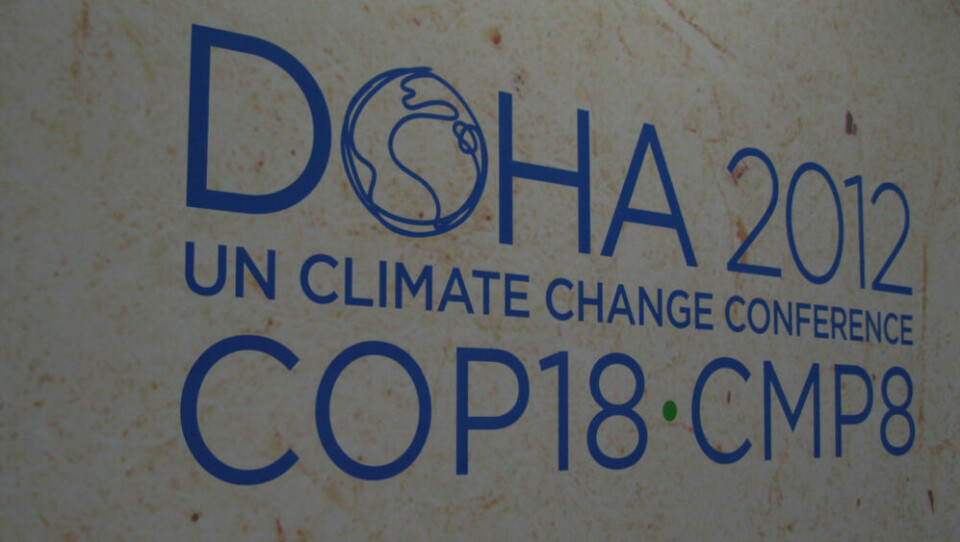 DOHA 2012
UN CLIMATE CHANGE CONFERENCE
COP18·CMP8